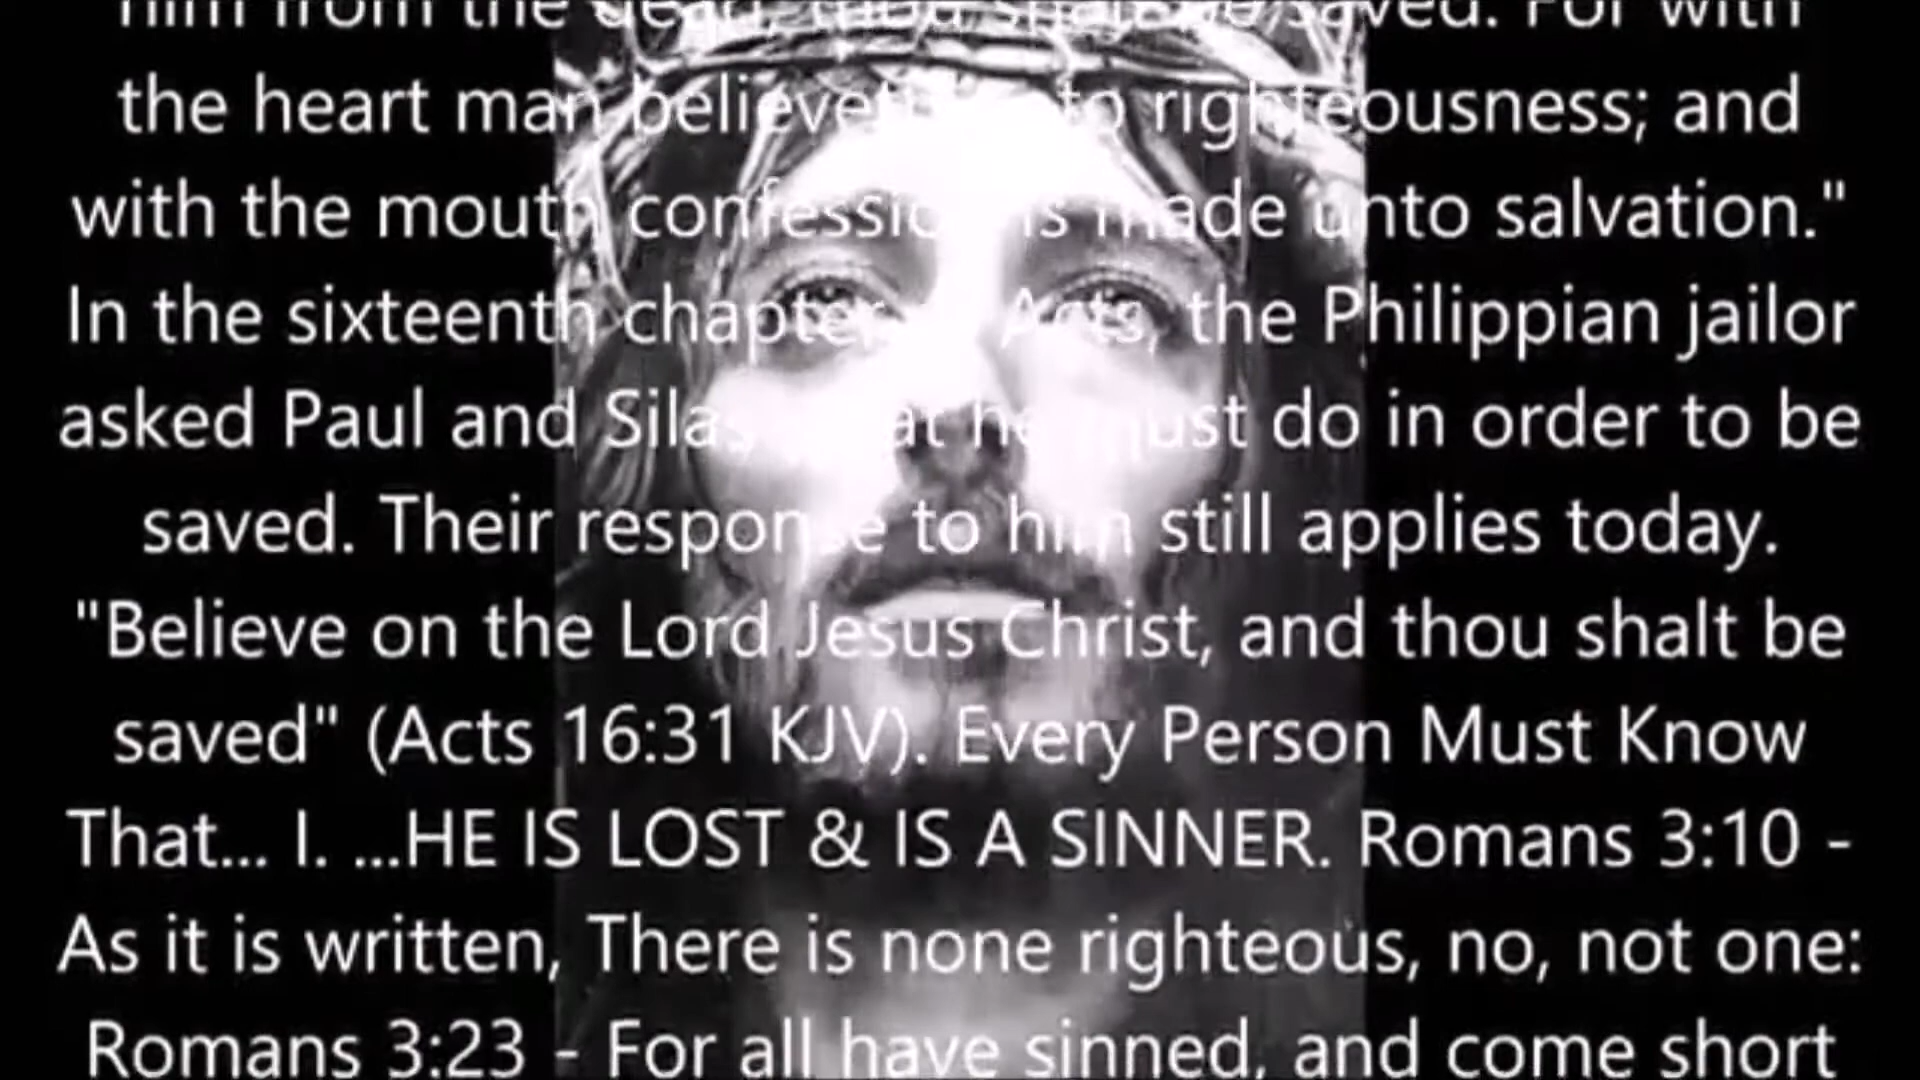 him from the dead, thou shalt be saved. For with
the heart man believeth unto righteousness; and
with the mouth confession is made unto salvation."
In the sixteenth chapter of Acts, the Philippian jailor
asked Paul and Silas what he must do in order to be
saved. Their response to him still applies today.
"Believe on the Lord Jesus Christ, and thou shalt be
saved" (Acts 16:31 KJV). Every Person Must Know
That... I. ...HE IS LOST & IS A SINNER. Romans 3:10 -
As it is written, There is none righteous, no, not one:
Romans 3:23 - For all have sinned, and come short